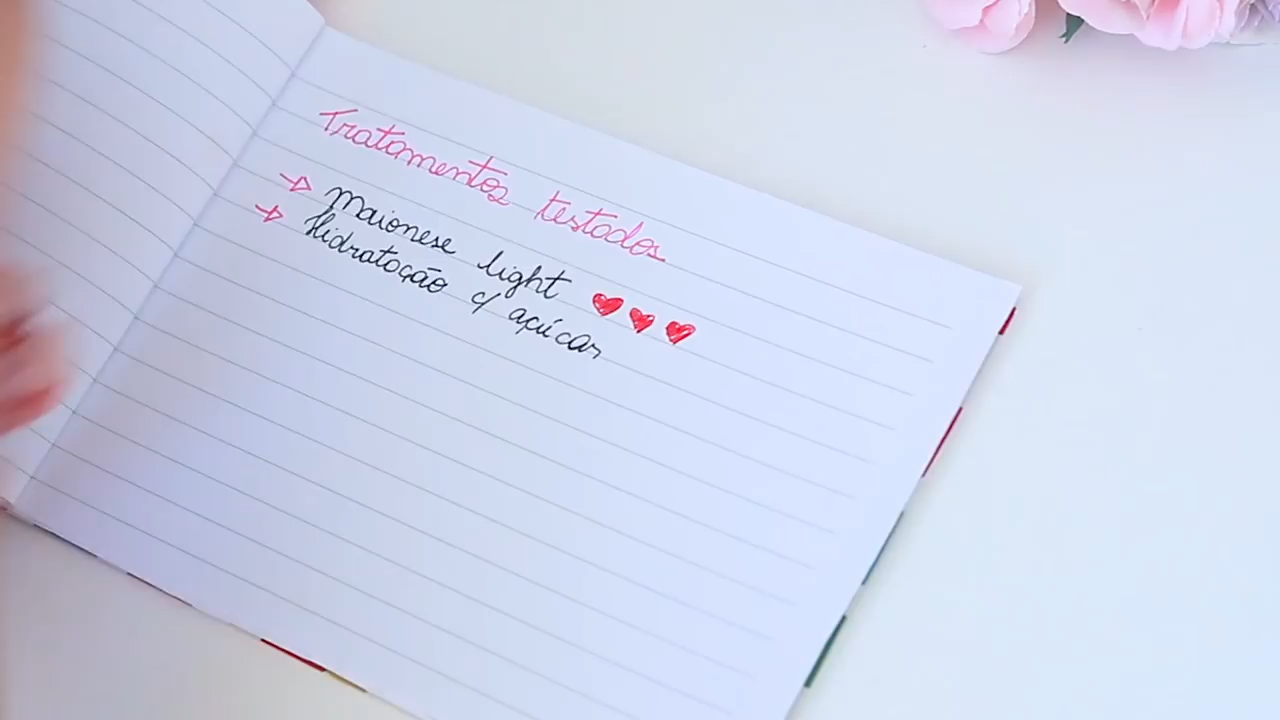 Tratamentos testados
→ Maionese light ♥♥♥
→ Hidratação c/ açúcar